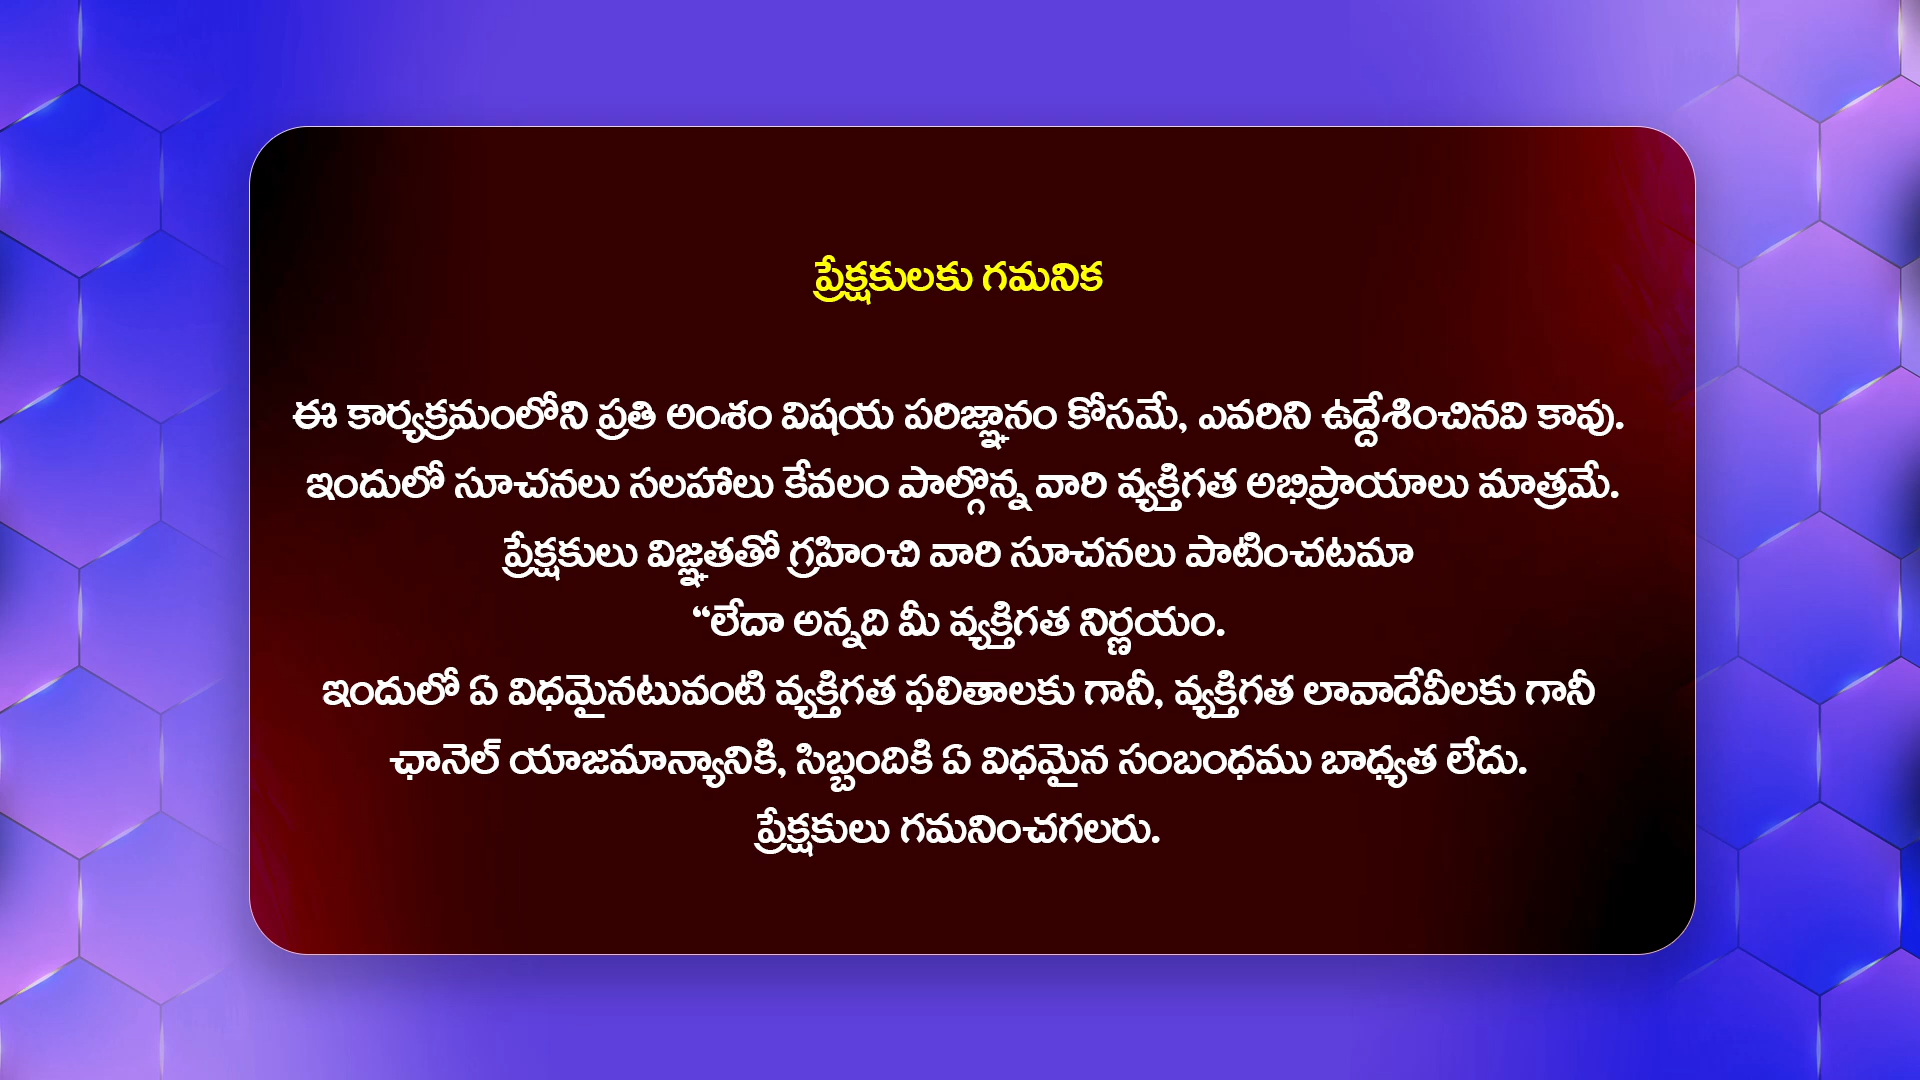 ప్రేక్షకులకు గమనిక
ఈ కార్యక్రమంలోని ప్రతి అంశం విషయ పరిజ్ఞానం కోసమే, ఎవరిని ఉద్దేశించినవి కావు.
ఇందులో సూచనలు సలహాలు కేవలం పాల్గొన్న వారి వ్యక్తిగత అభిప్రాయాలు మాత్రమే.
ప్రేక్షకులు విజ్ఞతతో గ్రహించి వారి సూచనలు పాటించటమా
“లేదా అన్నది మీ వ్యక్తిగత నిర్ణయం.
ఇందులో ఏ విధమైనటువంటి వ్యక్తిగత ఫలితాలకు గానీ, వ్యక్తిగత లావాదేవీలకు గానీ
ఛానెల్ యాజమాన్యానికి, సిబ్బందికి ఏ విధమైన సంబంధము బాధ్యత లేదు.
ప్రేక్షకులు గమనించగలరు.